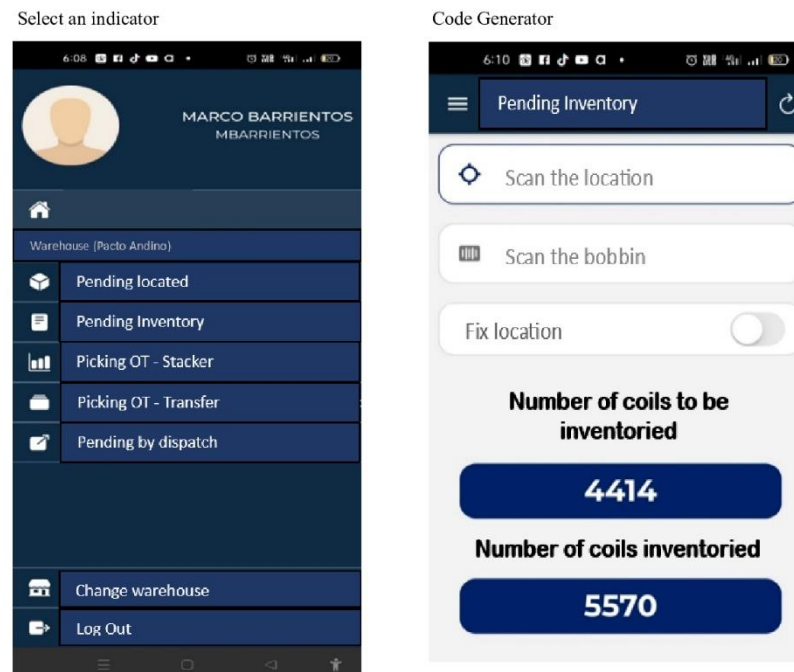 Select an indicator
6:08
MARCO BARRIENTOS
MBARRIENTOS
Warehouse (Pacto Andino)
Pending located
Pending Inventory
Picking OT - Stacker
Picking OT - Transfer
Pending by dispatch
Change warehouse
Log Out
Code Generator
6:10
Pending Inventory
Scan the location
Scan the bobbin
Fix location
Number of coils to be
inventoried
4414
Number of coils inventoried
5570